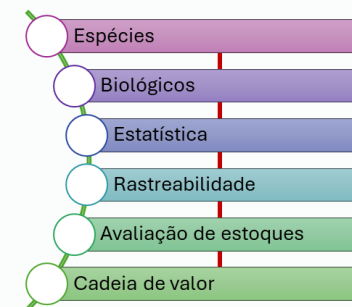 Espécies
Biológicos
Estatística
Rastreabilidade
Avaliação de estoques
Cadeia de valor